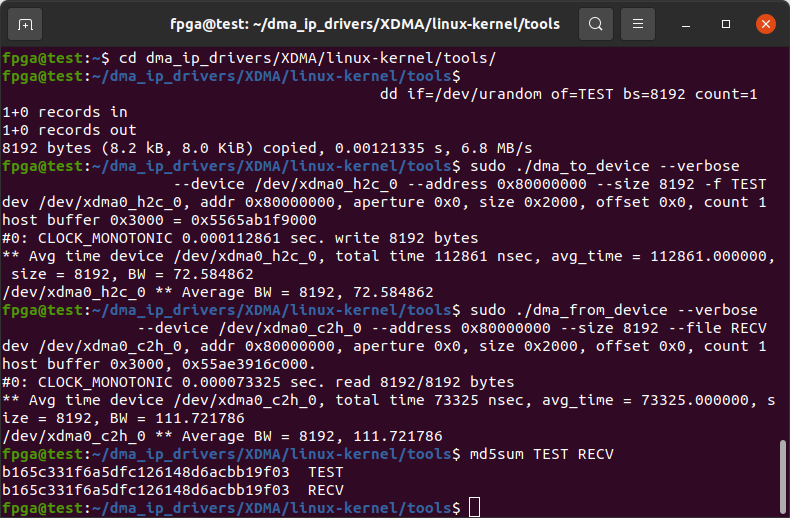 fpga@test: ~/dma_ip_drivers/XDMA/linux-kernel/tools
fpga@test:~$ cd dma_ip_drivers/XDMA/linux-kernel/tools/
fpga@test:~/dma_ip_drivers/XDMA/linux-kernel/tools$
dd if=/dev/urandom of=TEST bs=8192 count=1
1+0 records in
1+0 records out
8192 bytes (8.2 kB, 8.0 KiB) copied, 0.00121335 s, 6.8 MB/s
fpga@test:~/dma_ip_drivers/XDMA/linux-kernel/tools$ sudo ./dma_to_device --verbose
--device /dev/xdma0_h2c_0 --address 0x80000000 --size 8192 -f TEST
dev /dev/xdma0_h2c_0, addr 0x80000000, aperture 0x0, size 0x2000, offset 0x0, count 1
host buffer 0x3000 = 0x5565ab1f9000
#0: CLOCK_MONOTONIC 0.000112861 sec. write 8192 bytes
** Avg time device /dev/xdma0_h2c_0, total time 112861 nsec, avg_time = 112861.000000,
size = 8192, BW = 72.584862
/dev/xdma0_h2c_0 ** Average BW = 8192, 72.584862
fpga@test:~/dma_ip_drivers/XDMA/linux-kernel/tools$ sudo ./dma_from_device --verbose
--device /dev/xdma0_c2h_0 --address 0x80000000 --size 8192 --file RECV
dev /dev/xdma0_c2h_0, addr 0x80000000, aperture 0x0, size 0x2000, offset 0x0, count 1
host buffer 0x3000, 0x55ae3916c000.
#0: CLOCK_MONOTONIC 0.000073325 sec. read 8192/8192 bytes
** Avg time device /dev/xdma0_c2h_0, total time 73325 nsec, avg_time = 73325.000000, s
ize = 8192, BW = 111.721786
/dev/xdma0_c2h_0 ** Average BW = 8192, 111.721786
fpga@test:~/dma_ip_drivers/XDMA/linux-kernel/tools$ md5sum TEST RECV
b165c331f6a5dfc126148d6acbb19f03  TEST
b165c331f6a5dfc126148d6acbb19f03  RECV
fpga@test:~/dma_ip_drivers/XDMA/linux-kernel/tools$